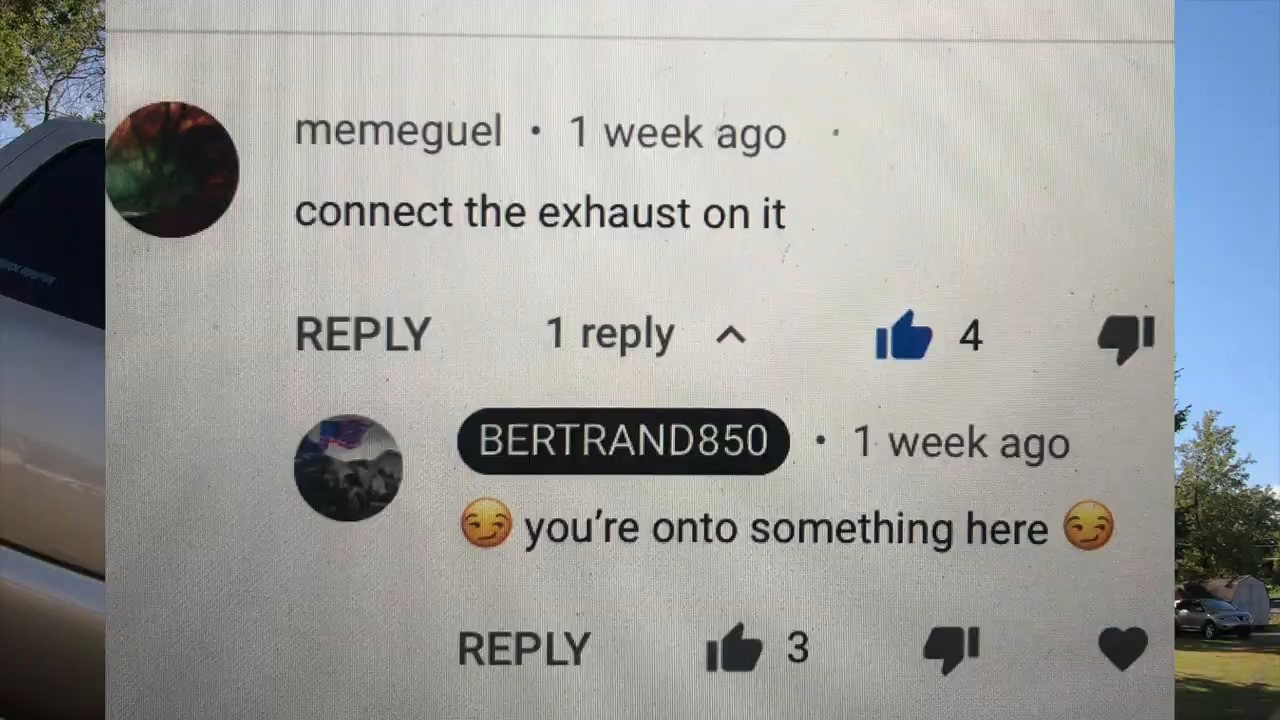 memeguel • 1 week ago
connect the exhaust on it
REPLY 1 reply 4
BERTRAND850 • 1 week ago
😏 you're onto something here 😏
REPLY 3